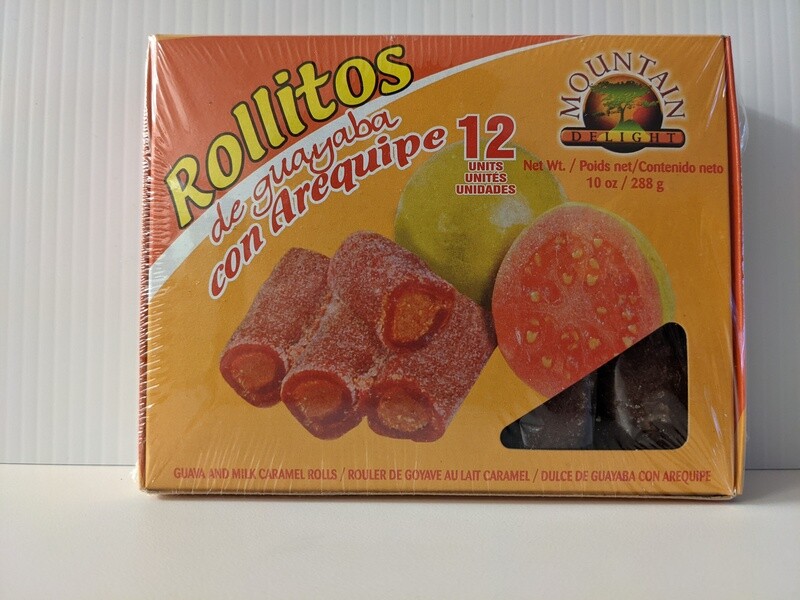 Rollitos
de guayaba
con Arequipe
12
UNITS
UNITÉS
UNIDADES
MOUNTAIN
DELIGHT
Net Wt. / Poids net/Contenido neto
10 oz / 288 g
GUAVA AND MILK CARAMEL ROLLS / ROULER DE GOYAVE AU LAIT CARAMEL / DULCE DE GUAYABA CON AREQUIPE